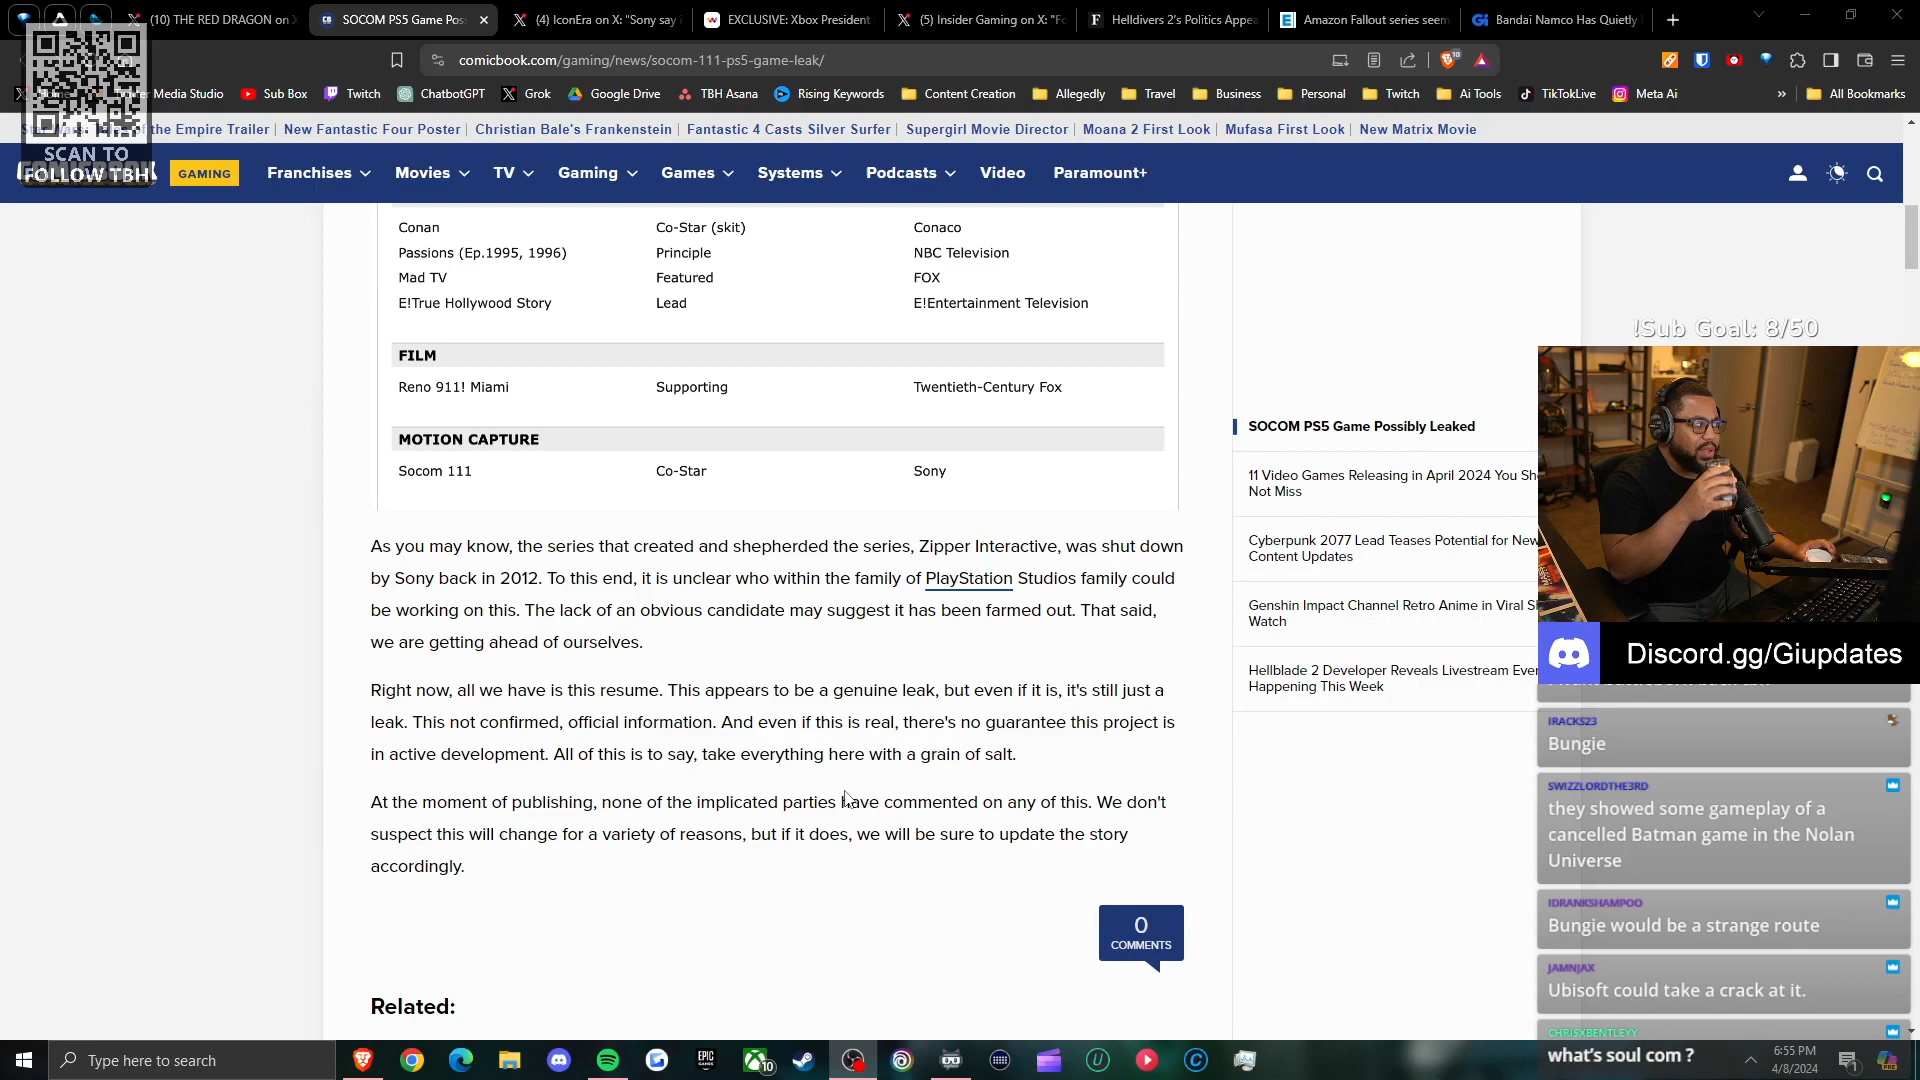 (10) THE RED DRAGON on X
SOCOM PS5 Game Pos
(4) IconEra on X: "Sony say i
EXCLUSIVE: Xbox President
(5) Insider Gaming on X: "Fo
Helldivers 2's Politics Appea
Amazon Fallout series seem
Bandai Namco Has Quietly
comicbook.com/gaming/news/socom-111-ps5-game-leak/
Media Studio
Sub Box
Twitch
ChatbotGPT
Grok
Google Drive
TBH Asana
Rising Keywords
Content Creation
Allegedly
Travel
Business
Personal
Twitch
Ai Tools
TikTokLive
Meta Ai
All Bookmarks
of the Empire Trailer | New Fantastic Four Poster | Christian Bale's Frankenstein | Fantastic 4 Casts Silver Surfer | Supergirl Movie Director | Moana 2 First Look | Mufasa First Look | New Matrix Movie
SCAN TO
FOLLOW TBH
GAMING
Franchises
Movies
TV
Gaming
Games
Systems
Podcasts
Video
Paramount+
Conan Co-Star (skit) Conaco
Passions (Ep.1995, 1996) Principle NBC Television
Mad TV Featured FOX
E!True Hollywood Story Lead E!Entertainment Television
FILM
Reno 911! Miami Supporting Twentieth-Century Fox
MOTION CAPTURE
Socom 111 Co-Star Sony
As you may know, the series that created and shepherded the series, Zipper Interactive, was shut down
by Sony back in 2012. To this end, it is unclear who within the family of PlayStation Studios family could
be working on this. The lack of an obvious candidate may suggest it has been farmed out. That said,
we are getting ahead of ourselves.
Right now, all we have is this resume. This appears to be a genuine leak, but even if it is, it's still just a
leak. This not confirmed, official information. And even if this is real, there's no guarantee this project is
in active development. All of this is to say, take everything here with a grain of salt.
At the moment of publishing, none of the implicated parties have commented on any of this. We don't
suspect this will change for a variety of reasons, but if it does, we will be sure to update the story
accordingly.
0
COMMENTS
Related:
SOCOM PS5 Game Possibly Leaked
11 Video Games Releasing in April 2024 You Sh
Not Miss
Cyberpunk 2077 Lead Teases Potential for New
Content Updates
Genshin Impact Channel Retro Anime in Viral S
Watch
Hellblade 2 Developer Reveals Livestream Eve
Happening This Week
!Sub Goal: 8/50
Discord.gg/Giupdates
IRACKS23
Bungie
SWIZZLORDTHE3RD
they showed some gameplay of a
cancelled Batman game in the Nolan
Universe
IDRANKSHAMPOO
Bungie would be a strange route
JAMNJAX
Ubisoft could take a crack at it.
CHRISXBENTLEYY
what's soul com ?
Type here to search
EPIC
GAMES
10
6:55 PM
4/8/2024
1